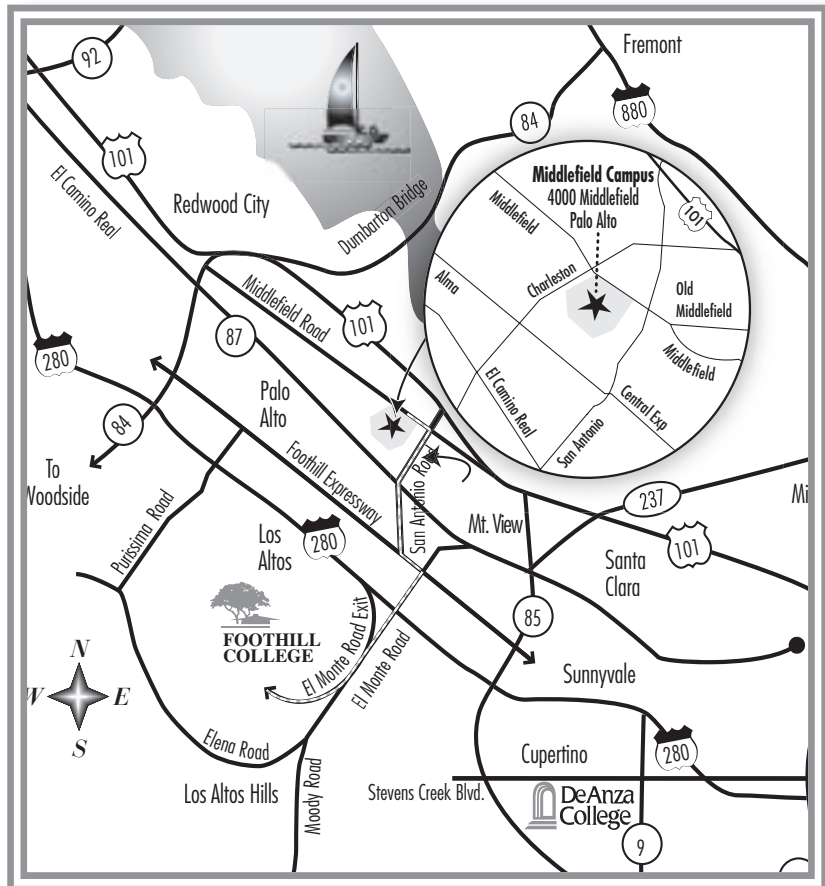 92
Fremont
84
880
101
El Camino Real
Redwood City
Dumbarton Bridge
Middlefield Campus
4000 Middlefield
Palo Alto
Middlefield
101
Charleston
Alma
Old
Middlefield
Middlefield
El Camino Real
Central Exp
San Antonio
Middlefield Road
101
87
280
Palo
Alto
84
To
Woodside
Foothill Expressway
San Antonio Road
237
Mt. View
Purissima Road
Los
Altos
280
101
Santa
Clara
85
FOOTHILL
COLLEGE
El Monte Road Exit
El Monte Road
N
W
E
S
Sunnyvale
Elena Road
280
Cupertino
Los Altos Hills
Moody Road
Stevens Creek Blvd.
DeAnza
College
9